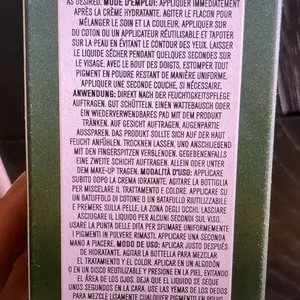 AS DESIRED. MODE D'EMPLOI: APPLIQUER IMMÉDIATEMENT
APRÈS LA CRÈME HYDRATANTE. AGITER LE FLACON POUR
MÉLANGER LE SOIN ET LA COULEUR. APPLIQUER SUR
DU COTON OU UN APPLICATEUR RÉUTILISABLE ET TAPOTER
SUR LA PEAU EN ÉVITANT LE CONTOUR DES YEUX. LAISSER
LE LIQUIDE SÉCHER PENDANT QUELQUES SECONDES SUR
LE VISAGE. AVEC LE BOUT DES DOIGTS, ESTOMPER TOUT
PIGMENT EN POUDRE RESTANT DE MANIÈRE UNIFORME.
APPLIQUER UNE SECONDE COUCHE, SI NÉCESSAIRE.
ANWENDUNG: DIREKT NACH DER FEUCHTIGKEITSPFLEGE
AUFTRAGEN. GUT SCHÜTTELN. EINEN WATTEBAUSCH ODER
EIN WIEDERVERWENDBARES PAD MIT DEM PRODUKT
TRÄNKEN. AUF GESICHT AUFTRAGEN, AUGENPARTIE
AUSSPAREN. DAS PRODUKT SOLLTE SICH AUF DER HAUT
FEUCHT ANFÜHLEN. TROCKNEN LASSEN, UND ANSCHLIEßEND
MIT DEN FINGERSPITZEN VERBLENDEN. GEGEBENENFALLS
EINE ZWEITE SCHICHT AUFTRAGEN. ALLEIN ODER UNTER
DEM MAKE-UP TRAGEN. MODALITÀ D'USO: APPLICARE
SUBITO DOPO LA CREMA IDRATANTE. AGITARE LA BOTTIGLIA
PER MISCELARE IL TRATTAMENTO E COLORE. APPLICARE SU
UN BATUFFOLO DI COTONE O UN BATUFFOLO RIUTILIZZABILE
E PREMERE SULLA PELLE. LA ZONA DEGLI OCCHI. LASCIARE
ASCIUGARE IL LIQUIDO PER ALCUNI SECONDI SUL VISO.
USARE LA PUNTA DELLE DITA PER SFUMARE UNIFORMEMENTE
I PIGMENTI IN POLVERE RIMASTI. APPLICARE UNA SECONDA
MANO A PIACERE. MODO DE USO: APLICAR JUSTO DESPUÉS
DE HIDRATANTE. AGITAR LA BOTELLA PARA MEZCLAR
EL TRATAMIENTO Y EL COLOR. APLICAR EN UN ALGODÓN
O EN UN DISCO REUTILIZABLE Y PRESIONE EN LA PIEL, EVITANDO
EL ÁREA DE LOS OJOS. DEJE EL LÍQUIDO SE SEQUE
UNOS SEGUNDOS EN LA CARA. USE LAS YEMAS DE LOS DEDOS
PARA MEZCLE LISAMENTE CUALQUIER PIGMENTO EN POLVO